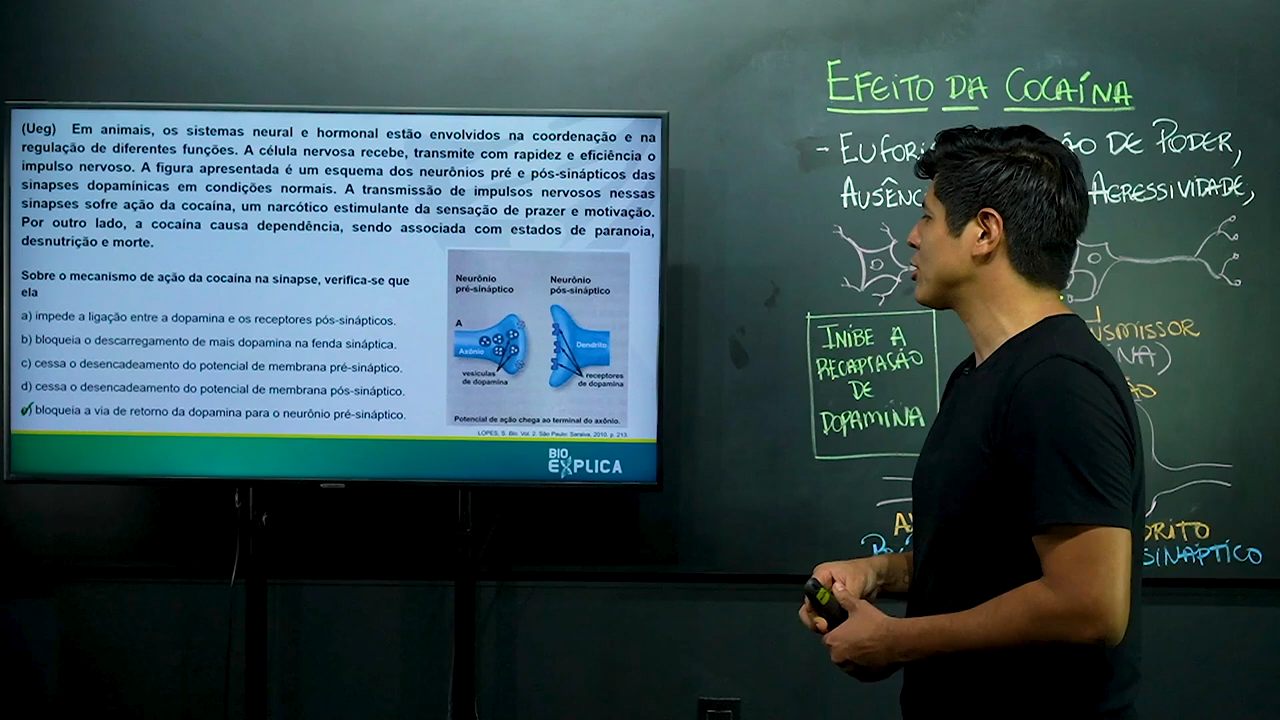 (Ueg) Em animais, os sistemas neural e hormonal estão envolvidos na coordenação e na
regulação de diferentes funções. A célula nervosa recebe, transmite com rapidez e eficiência o
impulso nervoso. A figura apresentada é um esquema dos neurônios pré e pós-sinápticos das
sinapses dopamínicas em condições normais. A transmissão de impulsos nervosos nessas
sinapses sofre ação da cocaína, um narcótico estimulante da sensação de prazer e motivação.
Por outro lado, a cocaína causa dependência, sendo associada com estados de paranoia,
desnutrição e morte.
Sobre o mecanismo de ação da cocaína na sinapse, verifica-se que
ela
a) impede a ligação entre a dopamina e os receptores pós-sinápticos.
b) bloqueia o descarregamento de mais dopamina na fenda sináptica.
c) cessa o desencadeamento do potencial de membrana pré-sináptico.
d) cessa o desencadeamento do potencial de membrana pós-sináptico.
bloqueia a via de retorno da dopamina para o neurônio pré-sináptico.
Neurônio
pré-sináptico
Neurônio
pós-sináptico
A
Axônio
Dendrito
vesículas
de dopamina
receptores
de dopamina
Potencial de ação chega ao terminal do axônio.
LOPES, S. Bio. Vol. 2. São Paulo: Saraiva, 2010, p. 213.
BIO
EXPLICA
EFEITO DA COCAÍNA
- EUFORI ÃO DE PODER,
AUSÊNC AGRESSIVIDADE,
INIBE A
RECAPTAÇÃO
DE
DOPAMINA
NSMISSOR
NA)
ÃO
DRITO
SINÁPTICO